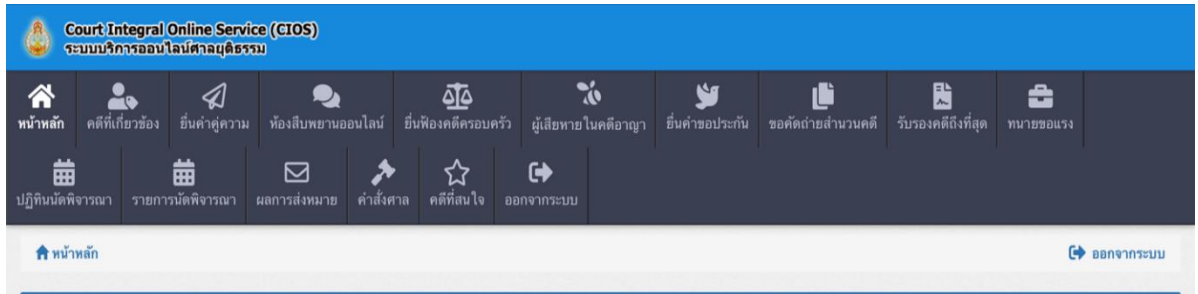 Court Integral Online Service (CIOS)
ระบบบริการออนไลน์ศาลยุติธรรม
หน้าหลัก
คดีที่เกี่ยวข้อง
ยื่นคำคู่ความ
ห้องสืบพยานออนไลน์
ยื่นฟ้องคดีครอบครัว
ผู้เสียหายในคดีอาญา
ยื่นคำขอประกัน
ขอคัดถ่ายสำนวนคดี
รับรองคดีถึงที่สุด
ทนายขอแรง
ปฏิทินนัดพิจารณา
รายการนัดพิจารณา
ผลการส่งหมาย
คำสั่งศาล
คดีที่สนใจ
ออกจากระบบ
หน้าหลัก
ออกจากระบบ